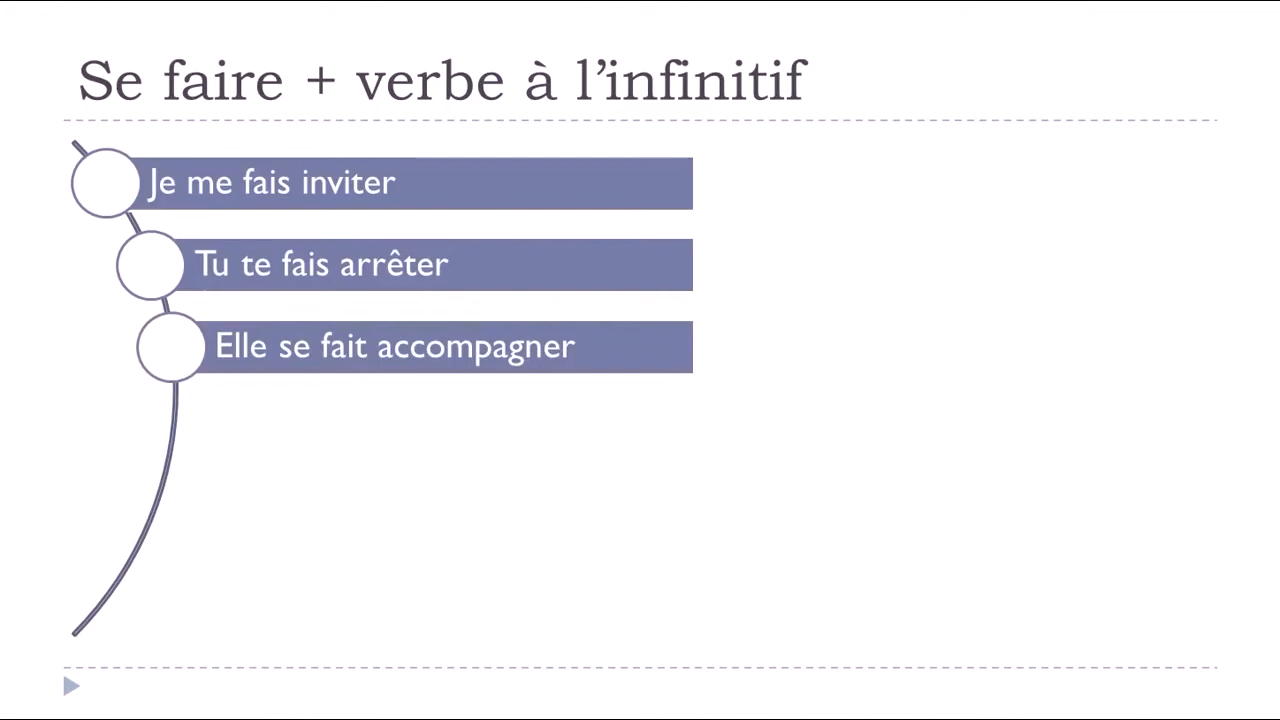 Se faire + verbe à l’infinitif
Je me fais inviter
Tu te fais arrêter
Elle se fait accompagner